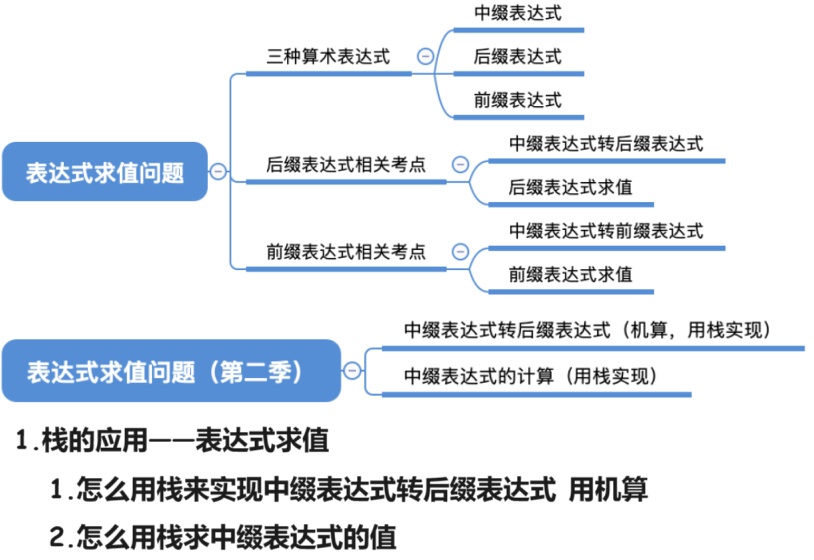 中缀表达式
三种算术表达式
后缀表达式
前缀表达式
表达式求值问题
中缀表达式转后缀表达式
后缀表达式相关考点
后缀表达式求值
中缀表达式转前缀表达式
前缀表达式相关考点
前缀表达式求值
中缀表达式转后缀表达式（机算，用栈实现）
表达式求值问题（第二季）
中缀表达式的计算（用栈实现）
1.栈的应用——表达式求值
1.怎么用栈来实现中缀表达式转后缀表达式 用机算
2.怎么用栈求中缀表达式的值